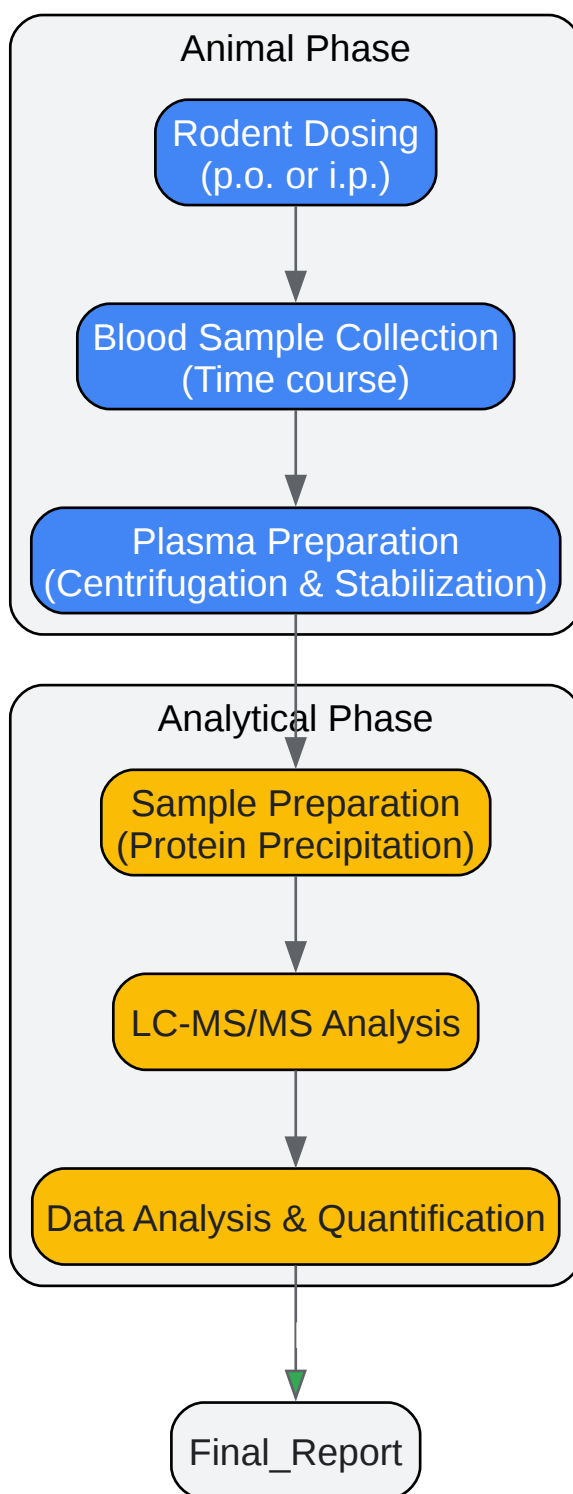 Animal Phase
Rodent Dosing
(p.o. or i.p.)
Blood Sample Collection
(Time course)
Plasma Preparation
(Centrifugation & Stabilization)
Analytical Phase
Sample Preparation
(Protein Precipitation)
LC-MS/MS Analysis
Data Analysis & Quantification
Final_Report